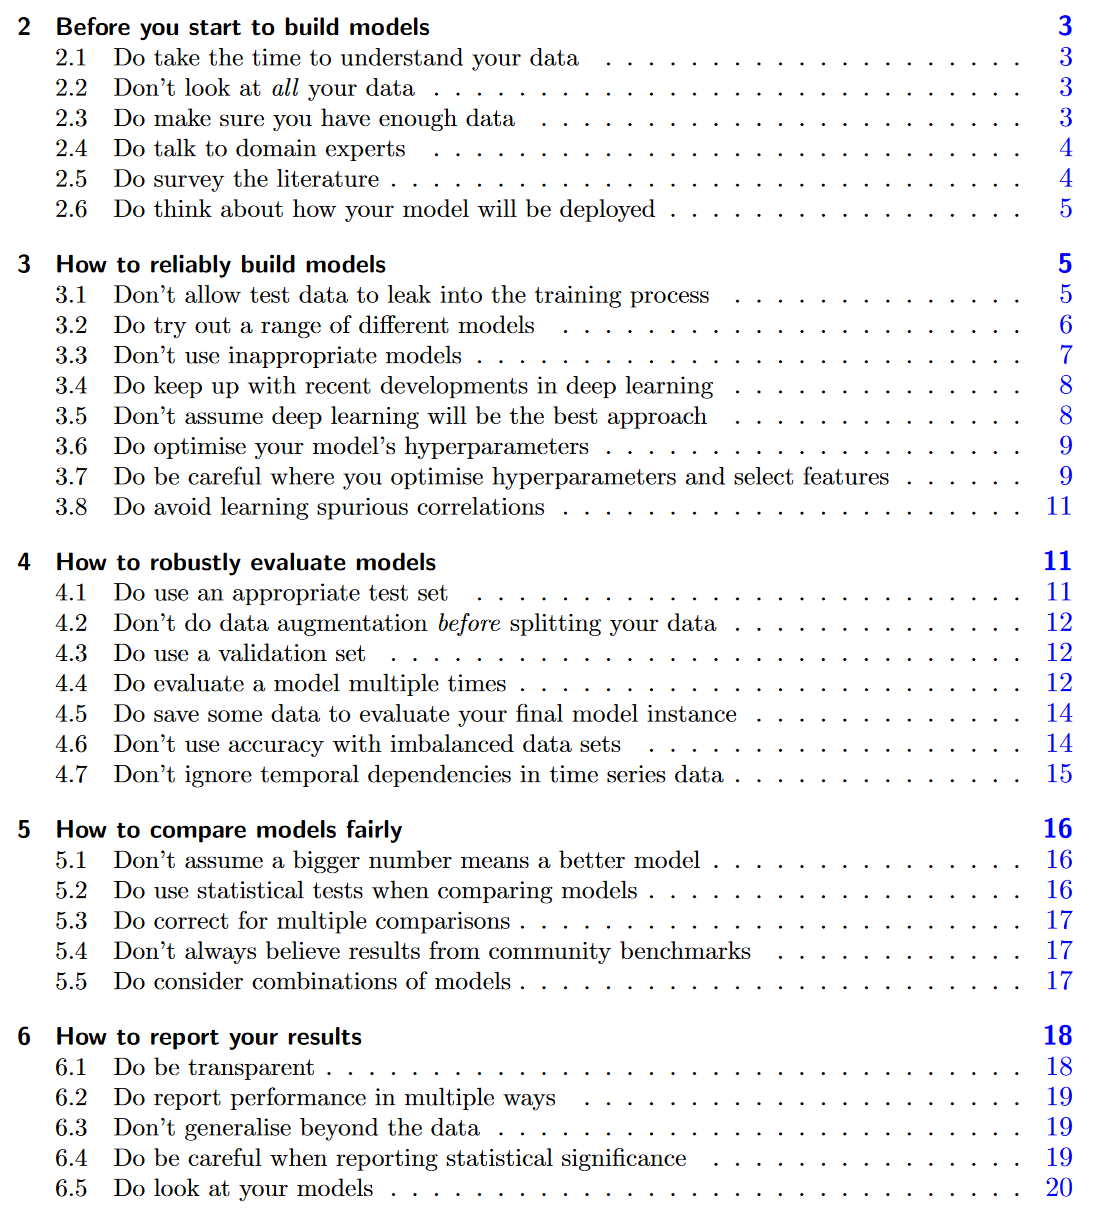 2 Before you start to build models 3
2.1 Do take the time to understand your data . . . . . . . . . . . . . . . . . . . . 3
2.2 Don't look at all your data . . . . . . . . . . . . . . . . . . . . . . . . . . . . 3
2.3 Do make sure you have enough data . . . . . . . . . . . . . . . . . . . . . . . 3
2.4 Do talk to domain experts . . . . . . . . . . . . . . . . . . . . . . . . . . . . 4
2.5 Do survey the literature . . . . . . . . . . . . . . . . . . . . . . . . . . . . . . 4
2.6 Do think about how your model will be deployed . . . . . . . . . . . . . . . . . 5
3 How to reliably build models 5
3.1 Don't allow test data to leak into the training process . . . . . . . . . . . . . . 5
3.2 Do try out a range of different models . . . . . . . . . . . . . . . . . . . . . . 6
3.3 Don't use inappropriate models . . . . . . . . . . . . . . . . . . . . . . . . . . 7
3.4 Do keep up with recent developments in deep learning . . . . . . . . . . . . . . 8
3.5 Don't assume deep learning will be the best approach . . . . . . . . . . . . . . 8
3.6 Do optimise your model's hyperparameters . . . . . . . . . . . . . . . . . . . . 9
3.7 Do be careful where you optimise hyperparameters and select features . . . . . . 9
3.8 Do avoid learning spurious correlations . . . . . . . . . . . . . . . . . . . . . . 11
4 How to robustly evaluate models 11
4.1 Do use an appropriate test set . . . . . . . . . . . . . . . . . . . . . . . . . . 11
4.2 Don't do data augmentation before splitting your data . . . . . . . . . . . . . . 12
4.3 Do use a validation set . . . . . . . . . . . . . . . . . . . . . . . . . . . . . . 12
4.4 Do evaluate a model multiple times . . . . . . . . . . . . . . . . . . . . . . . . 12
4.5 Do save some data to evaluate your final model instance . . . . . . . . . . . . . 14
4.6 Don't use accuracy with imbalanced data sets . . . . . . . . . . . . . . . . . . 14
4.7 Don't ignore temporal dependencies in time series data . . . . . . . . . . . . . . 15
5 How to compare models fairly 16
5.1 Don't assume a bigger number means a better model . . . . . . . . . . . . . . . 16
5.2 Do use statistical tests when comparing models . . . . . . . . . . . . . . . . . . 16
5.3 Do correct for multiple comparisons . . . . . . . . . . . . . . . . . . . . . . . . 17
5.4 Don't always believe results from community benchmarks . . . . . . . . . . . . 17
5.5 Do consider combinations of models . . . . . . . . . . . . . . . . . . . . . . . . 17
6 How to report your results 18
6.1 Do be transparent . . . . . . . . . . . . . . . . . . . . . . . . . . . . . . . . . 18
6.2 Do report performance in multiple ways . . . . . . . . . . . . . . . . . . . . . 19
6.3 Don't generalise beyond the data . . . . . . . . . . . . . . . . . . . . . . . . . 19
6.4 Do be careful when reporting statistical significance . . . . . . . . . . . . . . . 19
6.5 Do look at your models . . . . . . . . . . . . . . . . . . . . . . . . . . . . . . 20